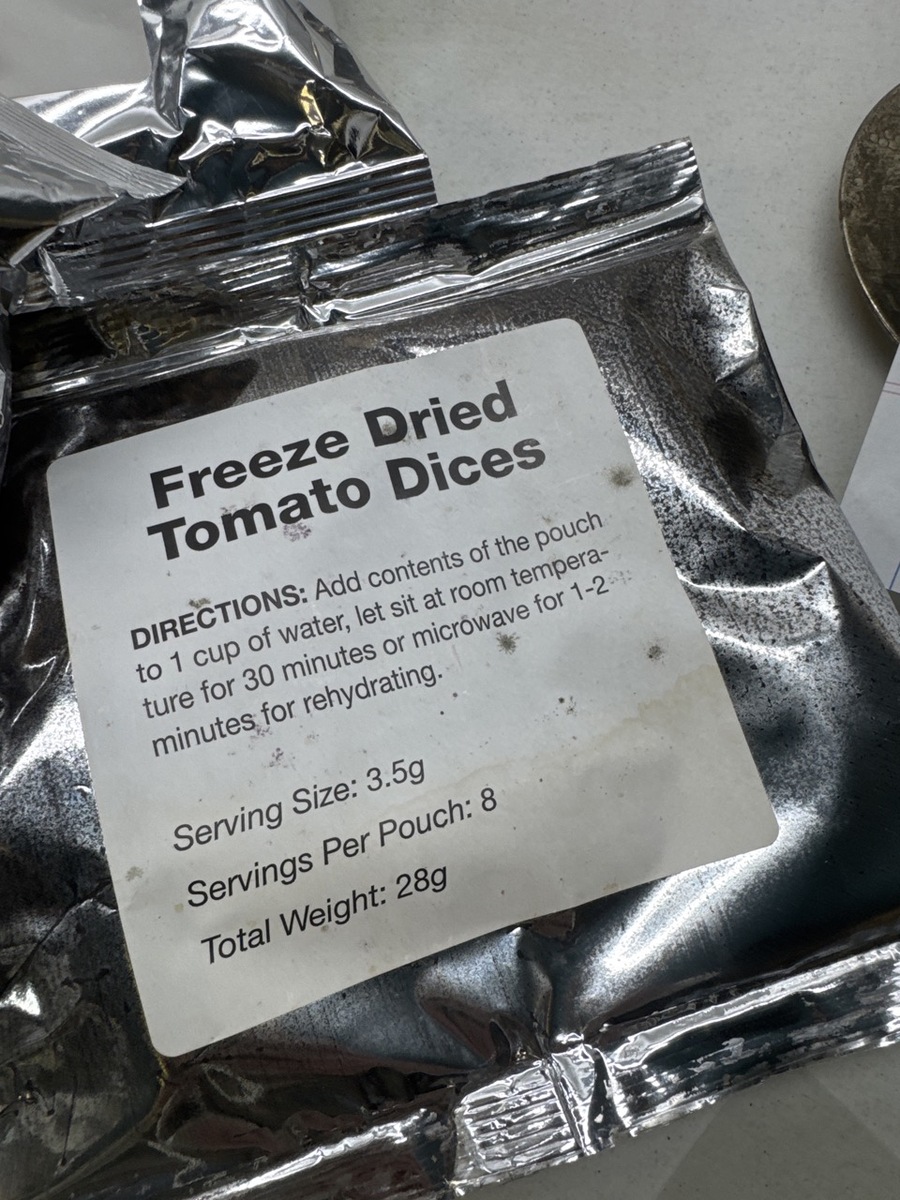 Freeze Dried
Tomato Dices
DIRECTIONS: Add contents of the pouch
to 1 cup of water, let sit at room tempera-
ture for 30 minutes or microwave for 1-2
minutes for rehydrating.
Serving Size: 3.5g
Servings Per Pouch: 8
Total Weight: 28g